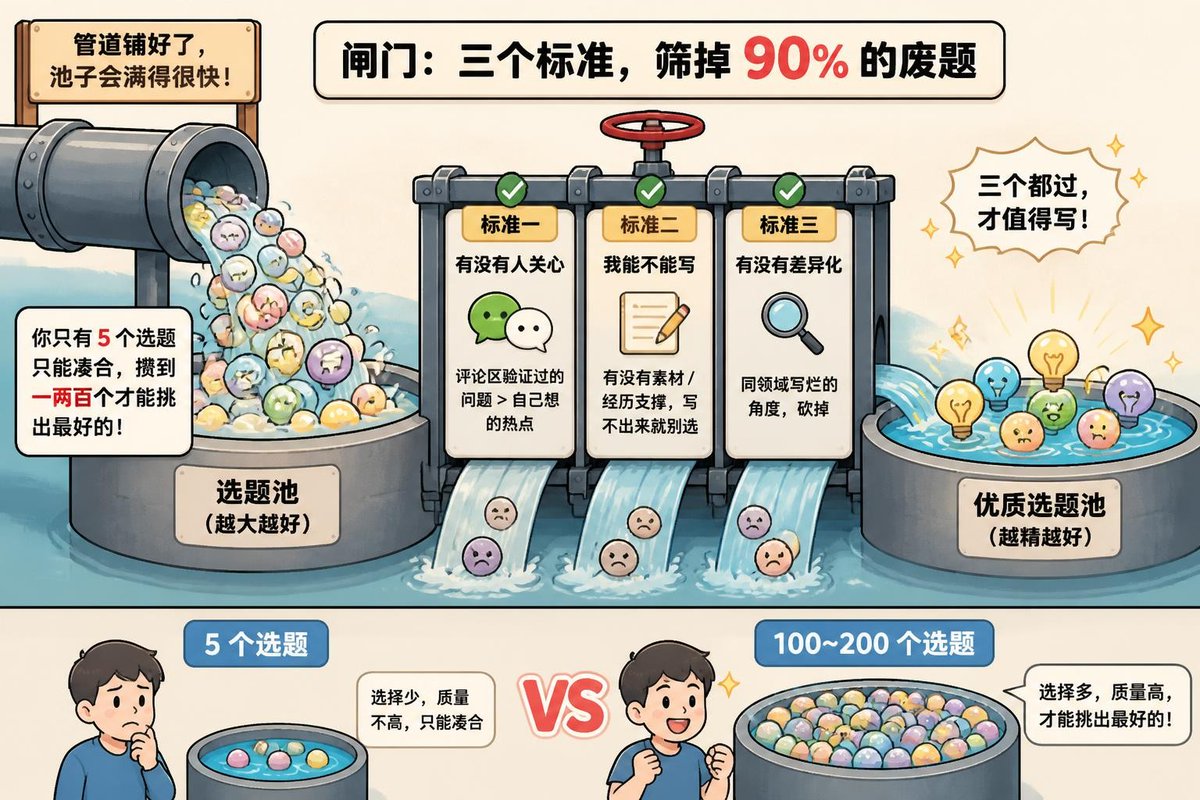 管道铺好了，
池子会满得很快！
闸门：三个标准，筛掉 90% 的废题
三个都过，
才值得写！
你只有 5 个选题
只能凑合，攒到
一两百个才能挑
出最好的！
选题池
（越大越好）
标准一
有没有人关心
评论区验证过的
问题 > 自己想
的热点
标准二
我能不能写
有没有素材 /
经历支撑，写
不出来就别选
标准三
有没有差异化
同领域写烂的
角度，砍掉
优质选题池
（越精越好）
5 个选题
选择少，质量
不高，只能凑合
VS
100~200 个选题
选择多，质量高，
才能挑出最好的！